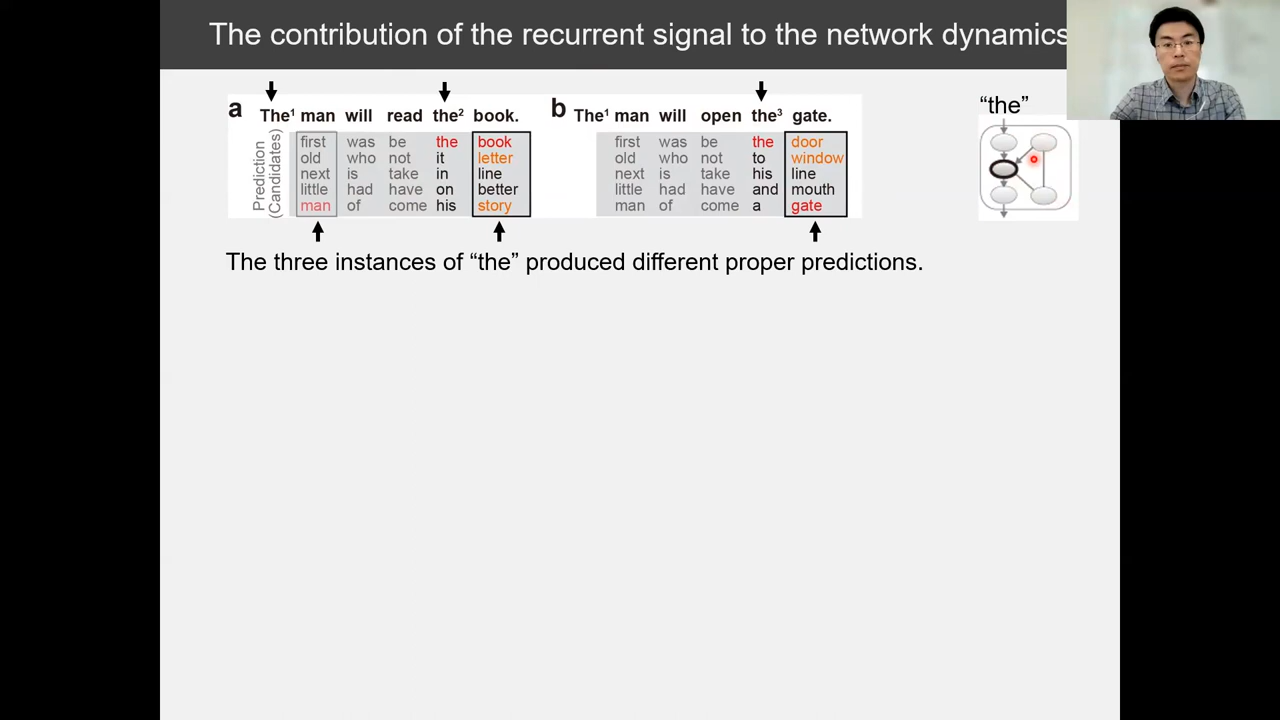 The contribution of the recurrent signal to the network dynamics
a The¹ man will read the² book.
Prediction
(Candidates)
first was be the book
old who not it letter
next is take in line
little had have on better
man of come his story
b The¹ man will open the³ gate.
first was be the door
old who not to window
next is take his line
little had have and mouth
man of come a gate
“the”
The three instances of “the” produced different proper predictions.